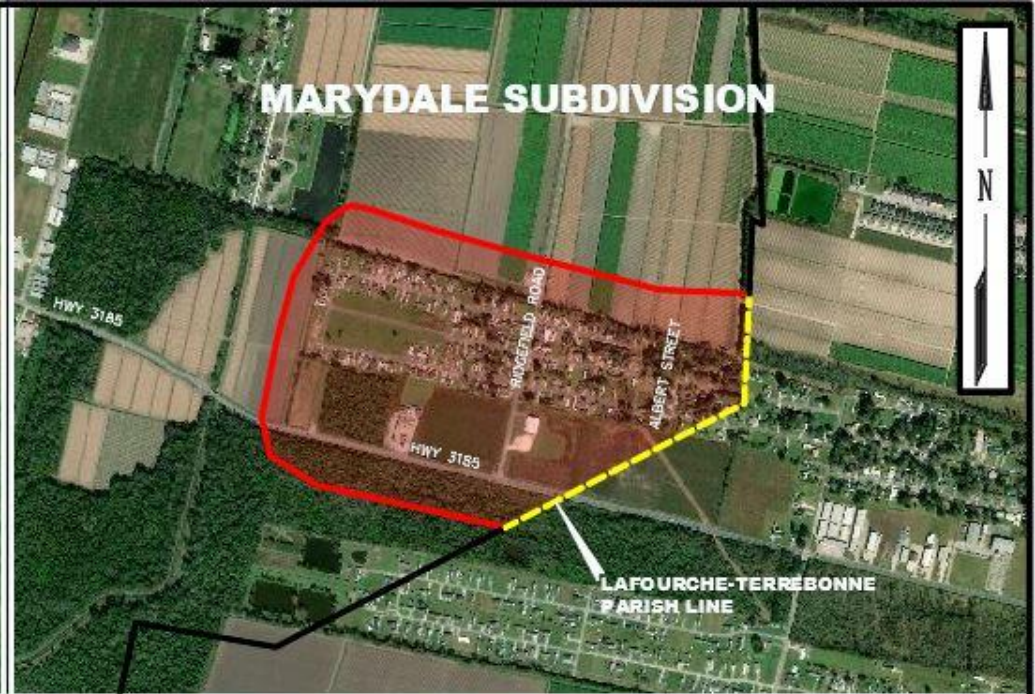 MARYDALE SUBDIVISION
N
HWY 3185
RIDGEFIELD ROAD
ALBERT STREET
HWY 3185
LAFOURCHE-TERREBONNE
PARISH LINE